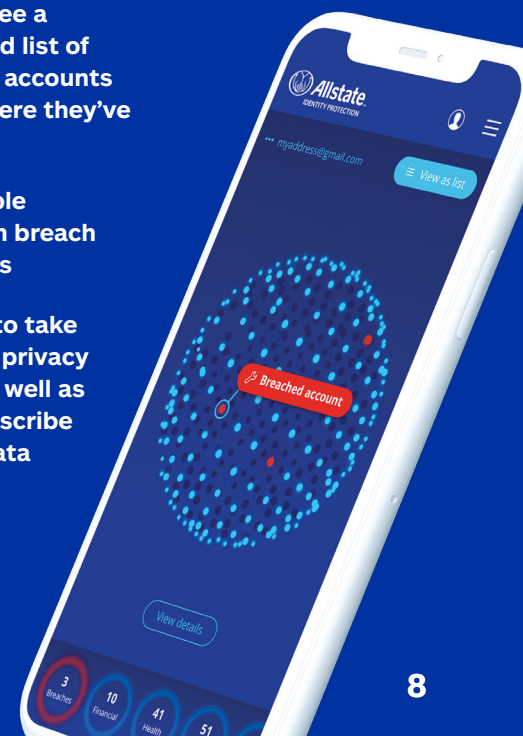 ee a
d list of
accounts
ere they've
ple
n breach
s
to take
privacy
well as
scribe
ata
Allstate
IDENTITY PROTECTION
••• myaddress@gmail.com
View as list
Breached account
View details
3
Breaches
10
Financial
41
Health
51
8